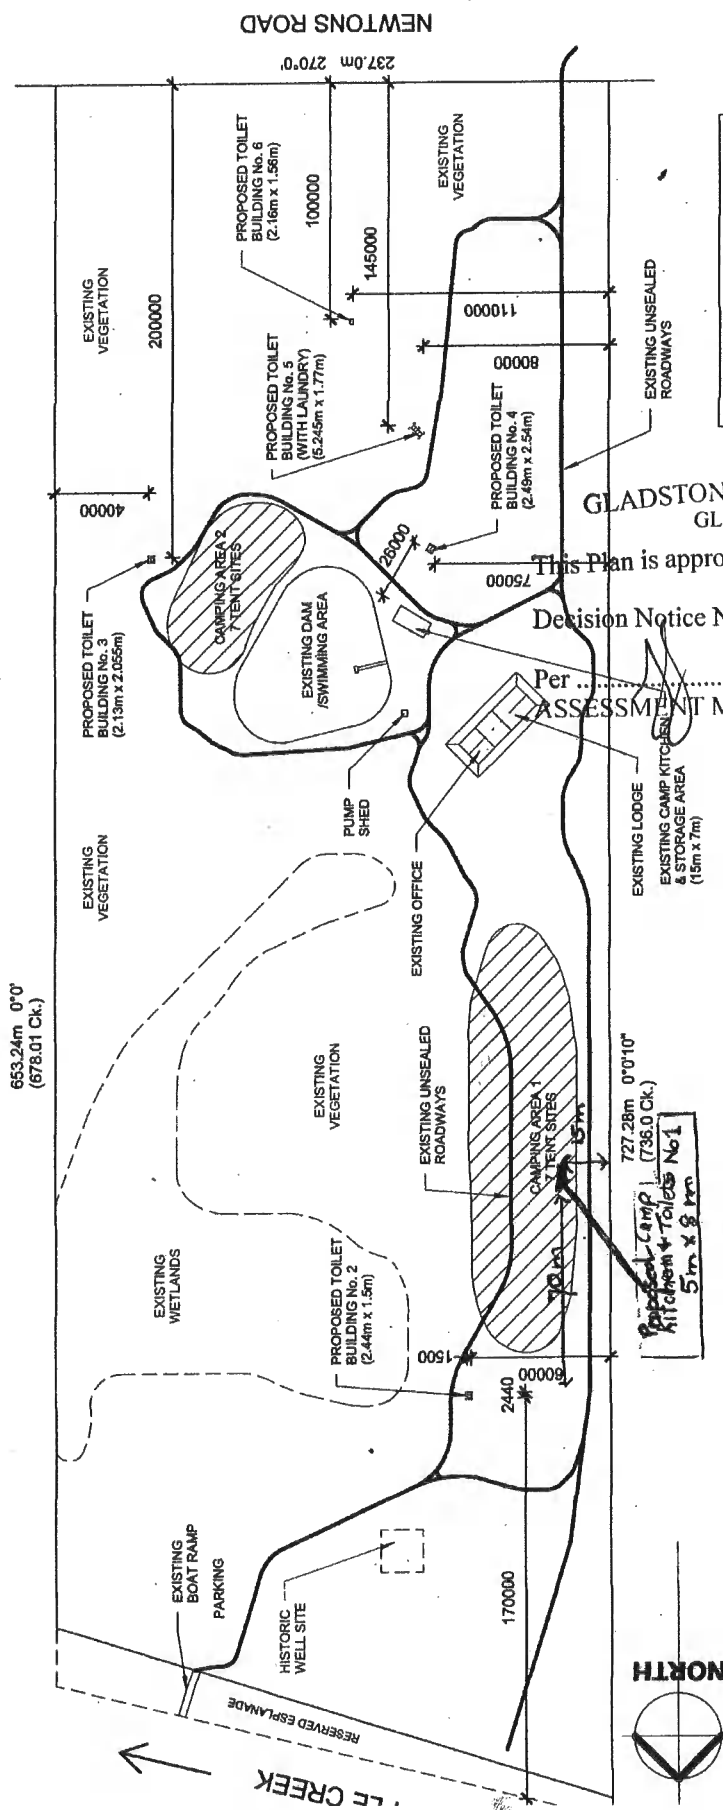 NEWTONS ROAD
237.0m 270°0'
EXISTING
VEGETATION
200000
PROPOSED TOILET
BUILDING No. 6
(2.16m x 1.56m)
100000
145000
EXISTING
VEGETATION
110000
80000
PROPOSED TOILET
BUILDING No. 5
(WITH LAUNDRY)
(5.245m x 1.77m)
PROPOSED TOILET
BUILDING No. 4
(2.49m x 2.54m)
EXISTING UNSEALED
ROADWAYS
40000
26000
75000
PROPOSED TOILET
BUILDING No. 3
(2.13m x 2.055m)
CAMPING AREA 2
7 TENT SITES
EXISTING DAM
/SWIMMING AREA
PUMP
SHED
GLADSTON
GL
This Plan is appro
Decision Notice N
Per
ASSESSMENT M
EXISTING
VEGETATION
EXISTING OFFICE
EXISTING LODGE
EXISTING CAMP KITCHEN
& STORAGE AREA
(15m x 7m)
653.24m 0°0'
(678.01 Ck.)
EXISTING
VEGETATION
EXISTING UNSEALED
ROADWAYS
CAMPING AREA 1
7 TENT SITES
15m
727.28m 0°0'10"
(736.0 Ck.)
Proposed Camp
Kitchen + Toilets No1
5m x 8m
70m
EXISTING
WETLANDS
PROPOSED TOILET
BUILDING No. 2
(2.44m x 1.5m)
1500
60000
2440
170000
EXISTING
BOAT RAMP
PARKING
HISTORIC
WELL SITE
RESERVED ESPLANADE
LE CREEK
NORTH